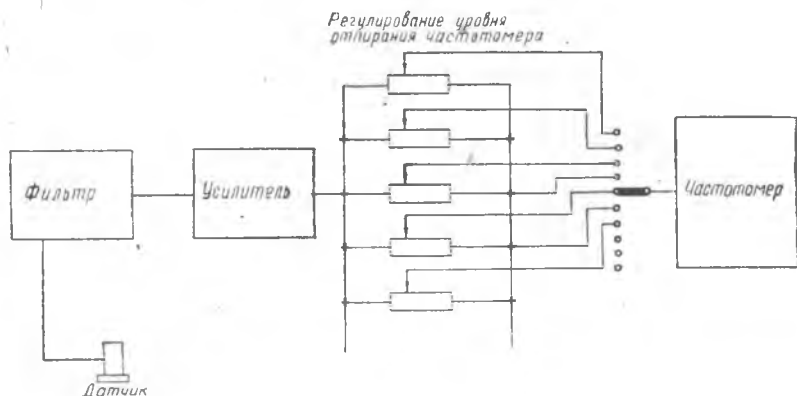 Регулирование уровня
отпирания частотомера
Фильтр
Усилитель
Частотомер
Датчик